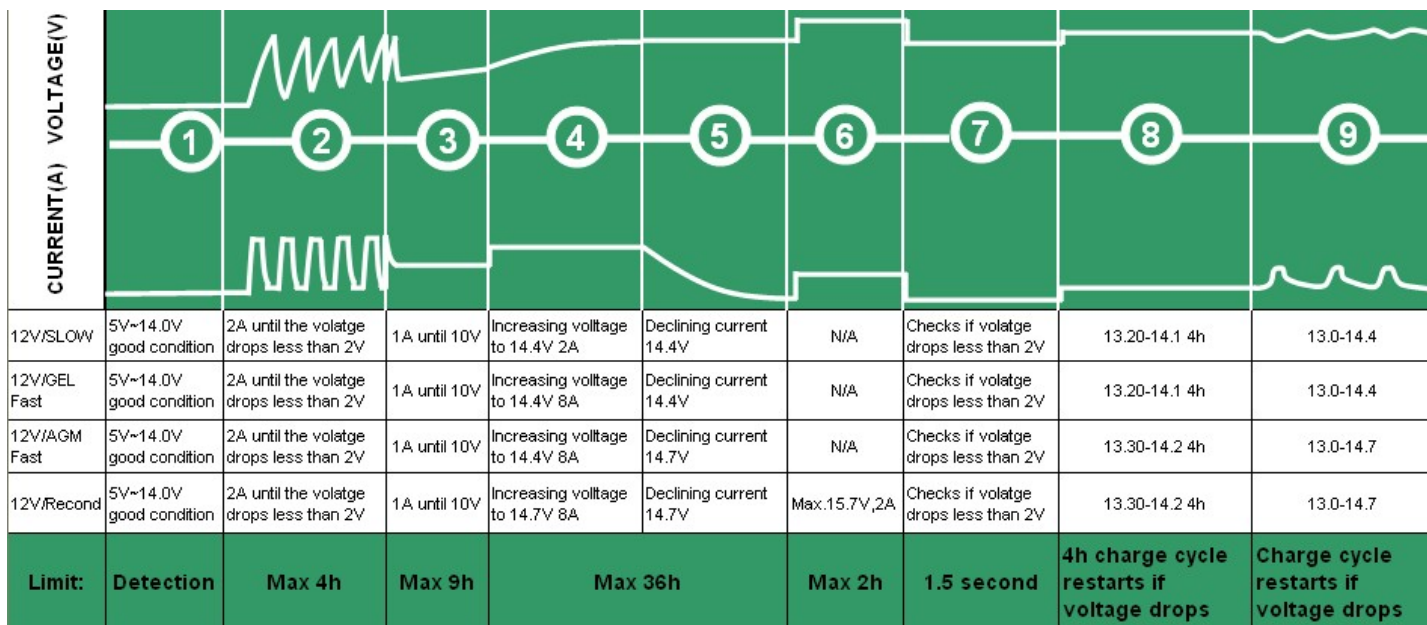 CURRENT(A) VOLTAGE(V)
1 2 3 4 5 6 7 8 9
12V/SLOW
5V~14.0V
good condition
2A until the volatge
drops less than 2V
1A until 10V
Increasing volltage
to 14.4V 2A
Declining current
14.4V
N/A
Checks if volatge
drops less than 2V
13.20-14.1 4h
13.0-14.4
12V/GEL
Fast
5V~14.0V
good condition
2A until the volatge
drops less than 2V
1A until 10V
Increasing volltage
to 14.4V 8A
Declining current
14.4V
N/A
Checks if volatge
drops less than 2V
13.20-14.1 4h
13.0-14.4
12V/AGM
Fast
5V~14.0V
good condition
2A until the volatge
drops less than 2V
1A until 10V
Increasing volltage
to 14.4V 8A
Declining current
14.7V
N/A
Checks if volatge
drops less than 2V
13.30-14.2 4h
13.0-14.7
12V/Recond
5V~14.0V
good condition
2A until the volatge
drops less than 2V
1A until 10V
Increasing volltage
to 14.7V 8A
Declining current
14.7V
Max.15.7V,2A
Checks if volatge
drops less than 2V
13.30-14.2 4h
13.0-14.7
Limit:
Detection
Max 4h
Max 9h
Max 36h
Max 2h
1.5 second
4h charge cycle
restarts if
voltage drops
Charge cycle
restarts if
voltage drops